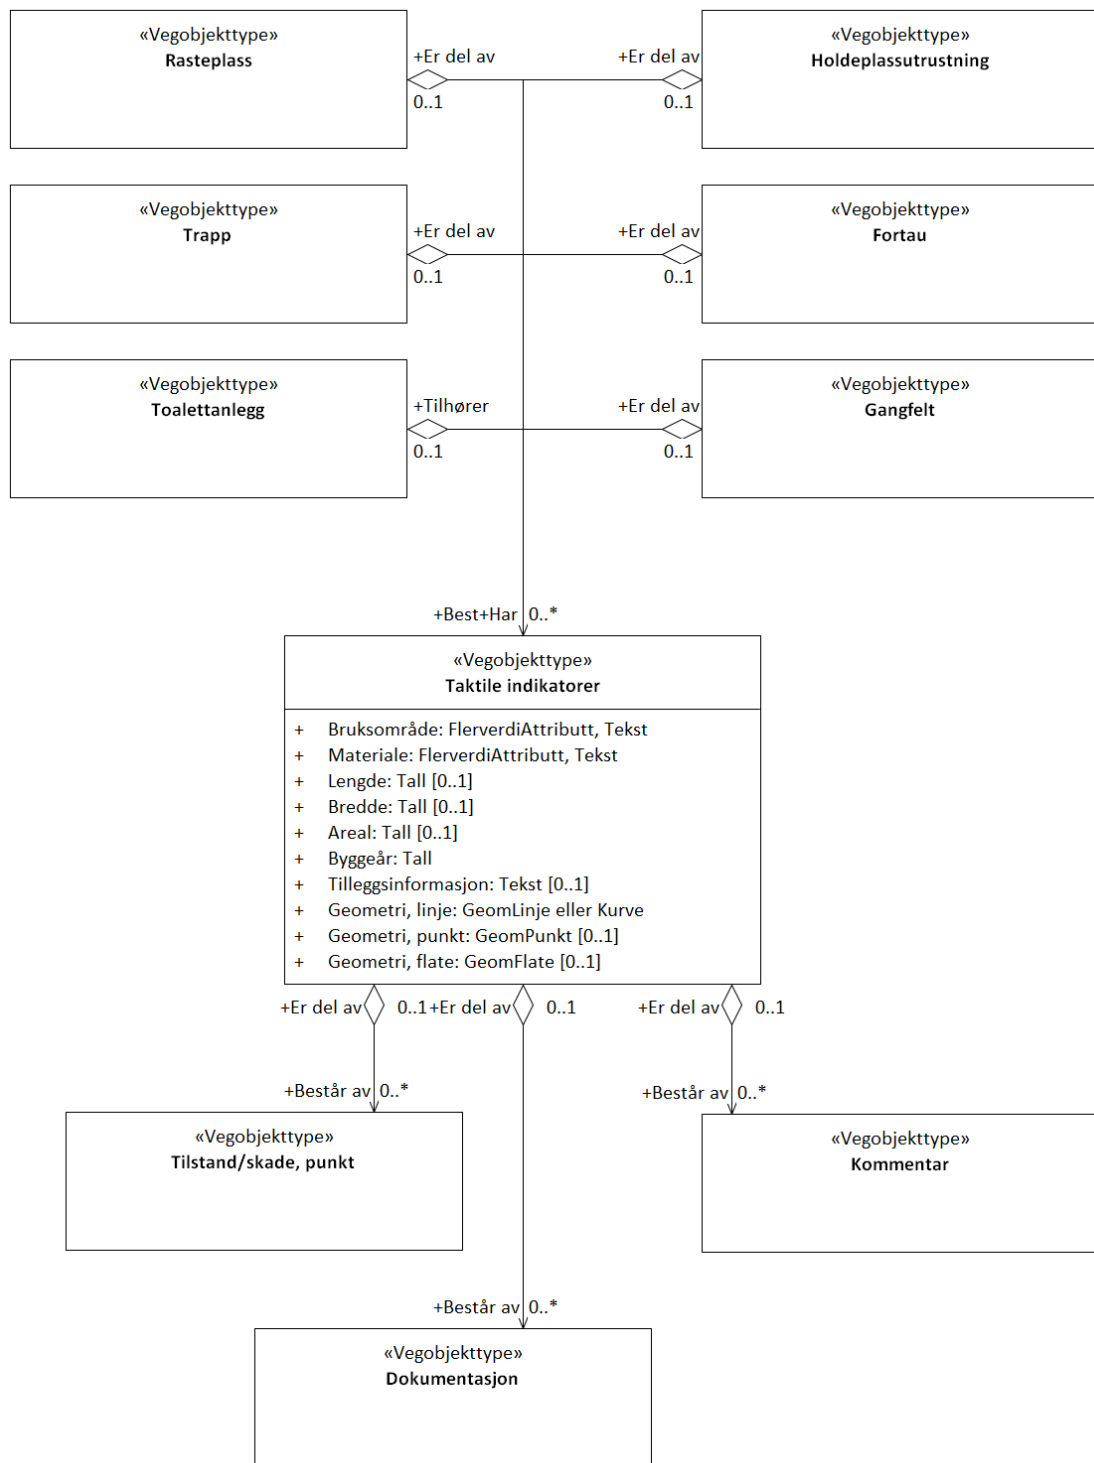 «Vegobjekttype»
Rasteplass
+Er del av
0..1
+Er del av
0..1
«Vegobjekttype»
Holdeplassutrustning
«Vegobjekttype»
Trapp
+Er del av
0..1
+Er del av
0..1
«Vegobjekttype»
Fortau
«Vegobjekttype»
Toalettanlegg
+Tilhører
0..1
+Er del av
0..1
«Vegobjekttype»
Gangfelt
+Best+Har 0..*
«Vegobjekttype»
Taktile indikatorer
+ Bruksområde: FlerverdiAttributt, Tekst
+ Materiale: FlerverdiAttributt, Tekst
+ Lengde: Tall [0..1]
+ Bredde: Tall [0..1]
+ Areal: Tall [0..1]
+ Byggeår: Tall
+ Tilleggsinformasjon: Tekst [0..1]
+ Geometri, linje: GeomLinje eller Kurve
+ Geometri, punkt: GeomPunkt [0..1]
+ Geometri, flate: GeomFlate [0..1]
+Er del av 0..1 +Er del av 0..1 +Er del av 0..1
+Består av 0..* +Består av 0..*
«Vegobjekttype»
Tilstand/skade, punkt
«Vegobjekttype»
Kommentar
+Består av 0..*
«Vegobjekttype»
Dokumentasjon